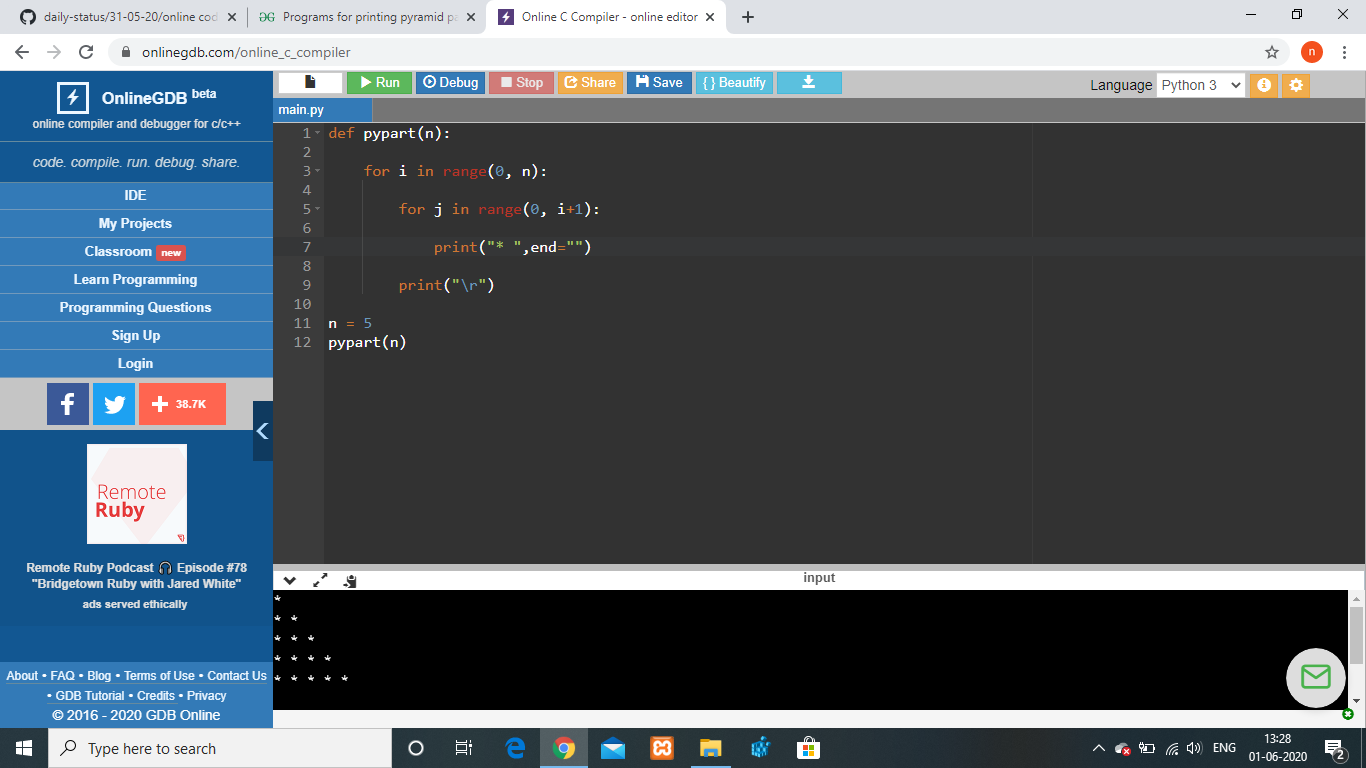 daily-status/31-05-20/online cod
Programs for printing pyramid pa
Online C Compiler - online editor
onlinegdb.com/online_c_compiler
n
OnlineGDB beta
online compiler and debugger for c/c++
code. compile. run. debug. share.
IDE
My Projects
Classroom new
Learn Programming
Programming Questions
Sign Up
Login
38.7K
Remote
Ruby
Remote Ruby Podcast 🎧 Episode #78
"Bridgetown Ruby with Jared White"
ads served ethically
About • FAQ • Blog • Terms of Use • Contact Us
• GDB Tutorial • Credits • Privacy
© 2016 - 2020 GDB Online
Run Debug Stop Share Save { } Beautify
Language Python 3
main.py
1 def pypart(n):
2
3     for i in range(0, n):
4
5         for j in range(0, i+1):
6
7             print("* ",end="")
8
9         print("\r")
10
11 n = 5
12 pypart(n)
input
*
* *
* * *
* * * *
* * * * *
Type here to search
ENG
13:28
01-06-2020
2